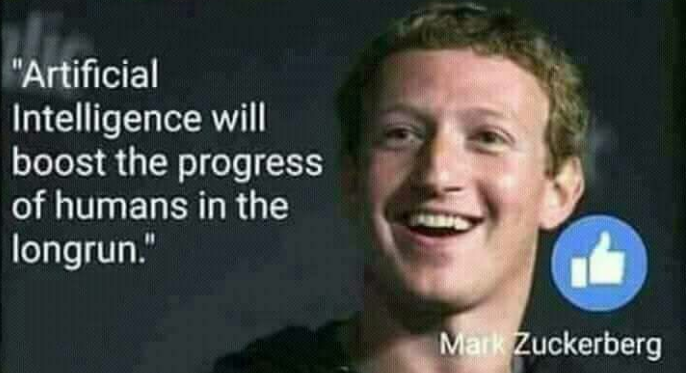 "Artificial
Intelligence will
boost the progress
of humans in the
longrun."
Mark Zuckerberg